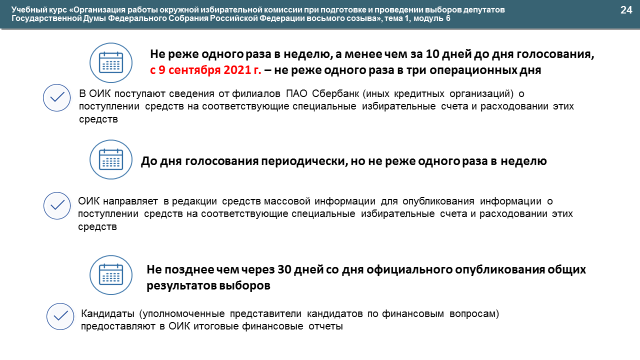 Учебный курс «Организация работы окружной избирательной комиссии при подготовке и проведении выборов депутатов
Государственной Думы Федерального Собрания Российской Федерации восьмого созыва», тема 1, модуль 6
24
Не реже одного раза в неделю, а менее чем за 10 дней до дня голосования,
с 9 сентября 2021 г. – не реже одного раза в три операционных дня
В ОИК поступают сведения от филиалов ПАО Сбербанк (иных кредитных организаций) о
поступлении средств на соответствующие специальные избирательные счета и расходовании этих
средств
До дня голосования периодически, но не реже одного раза в неделю
ОИК направляет в редакции средств массовой информации для опубликования информации о
поступлении средств на соответствующие специальные избирательные счета и расходовании этих
средств
Не позднее чем через 30 дней со дня официального опубликования общих
результатов выборов
Кандидаты (уполномоченные представители кандидатов по финансовым вопросам)
предоставляют в ОИК итоговые финансовые отчеты